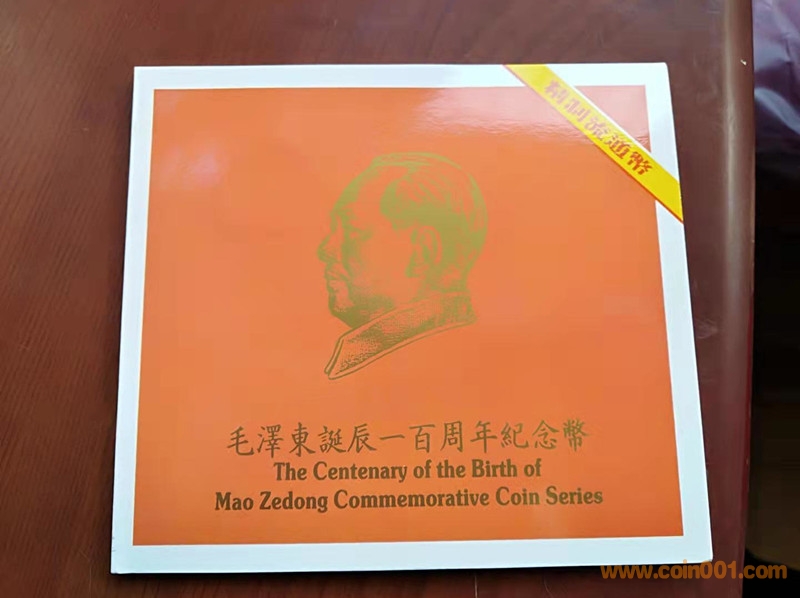 精制流通幣
毛澤東誕辰一百周年紀念幣
The Centenary of the Birth of
Mao Zedong Commemorative Coin Series
www.coin001.com